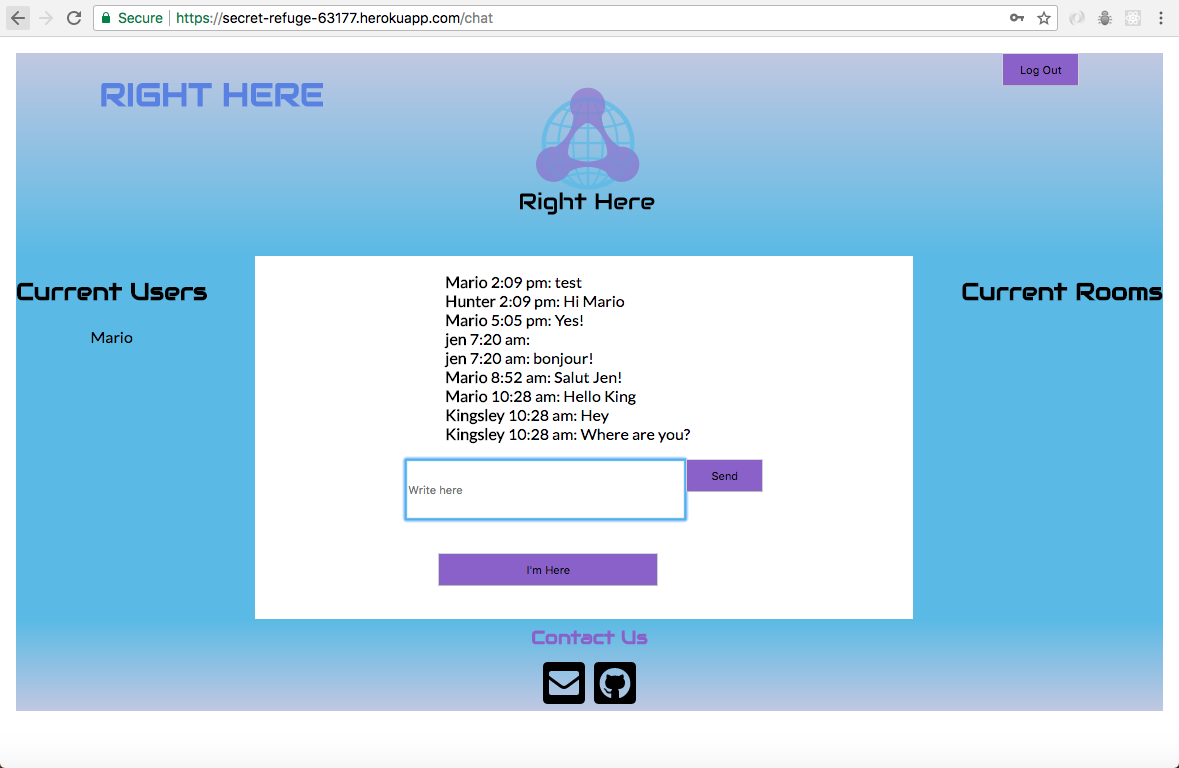 Secure https://secret-refuge-63177.herokuapp.com/chat
Log Out
RIGHT HERE
Right Here
Current Users
Mario
Mario 2:09 pm: test
Hunter 2:09 pm: Hi Mario
Mario 5:05 pm: Yes!
jen 7:20 am:
jen 7:20 am: bonjour!
Mario 8:52 am: Salut Jen!
Mario 10:28 am: Hello King
Kingsley 10:28 am: Hey
Kingsley 10:28 am: Where are you?
Write here
Send
I'm Here
Current Rooms
Contact Us